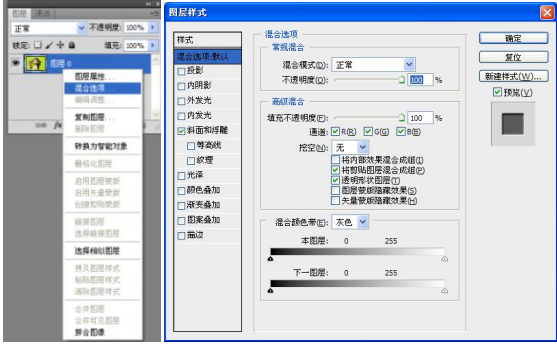 图层
通道
正常
不透明度: 100%
锁定:
填充: 100%
图层 0
图层属性...
混合选项...
编辑调整...
复制图层...
删除图层
转换为智能对象
栅格化图层
启用图层蒙版
启用矢量蒙版
创建剪贴蒙版
链接图层
选择链接图层
选择相似图层
拷贝图层样式
粘贴图层样式
清除图层样式
合并图层
合并可见图层
拼合图像
fx
图层样式
样式
混合选项:默认
投影
内阴影
外发光
内发光
斜面和浮雕
等高线
纹理
光泽
颜色叠加
渐变叠加
图案叠加
描边
混合选项
常规混合
混合模式(D): 正常
不透明度(O): 100 %
高级混合
填充不透明度(F): 100 %
通道: R(R) G(G) B(B)
挖空(N): 无
将内部效果混合成组(I)
将剪贴图层混合成组(P)
透明形状图层(T)
图层蒙版隐藏效果(S)
矢量蒙版隐藏效果(H)
混合颜色带(E): 灰色
本图层: 0 255
下一图层: 0 255
确定
复位
新建样式(W)...
预览(V)